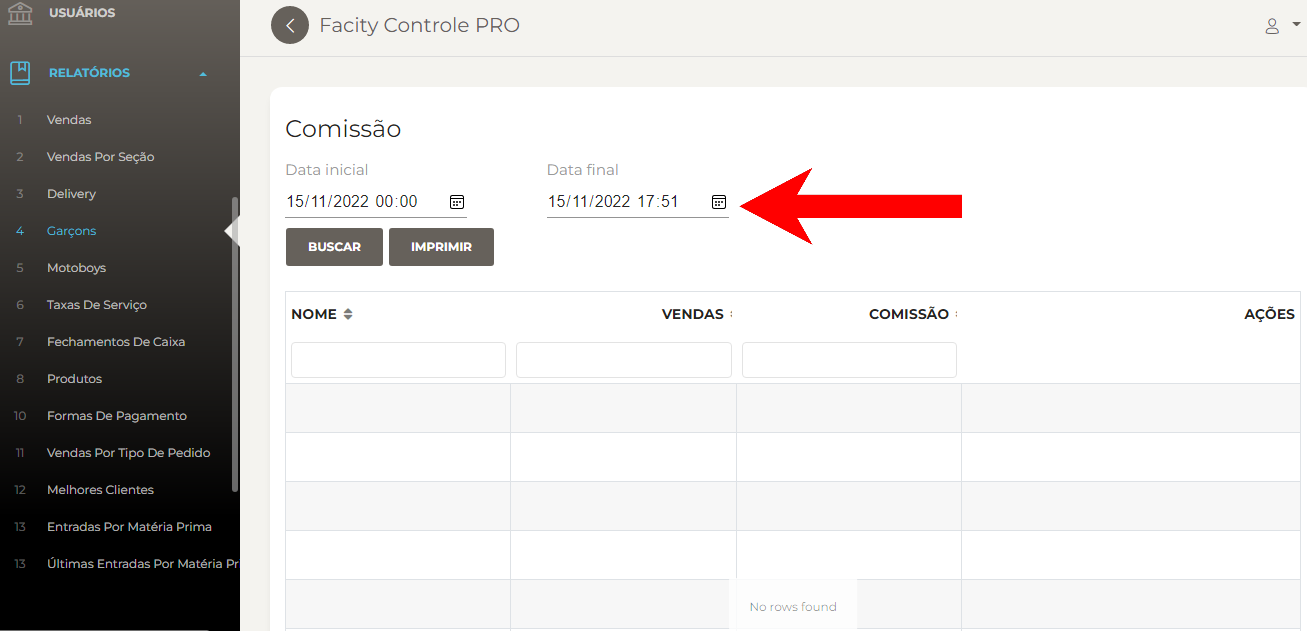 USUÁRIOS
RELATÓRIOS
1 Vendas
2 Vendas Por Seção
3 Delivery
4 Garçons
5 Motoboys
6 Taxas De Serviço
7 Fechamentos De Caixa
8 Produtos
10 Formas De Pagamento
11 Vendas Por Tipo De Pedido
12 Melhores Clientes
13 Entradas Por Matéria Prima
13 Últimas Entradas Por Matéria Pr
Facity Controle PRO
Comissão
Data inicial Data final
15/11/2022 00:00 15/11/2022 17:51
BUSCAR IMPRIMIR
NOME VENDAS COMISSÃO AÇÕES
No rows found